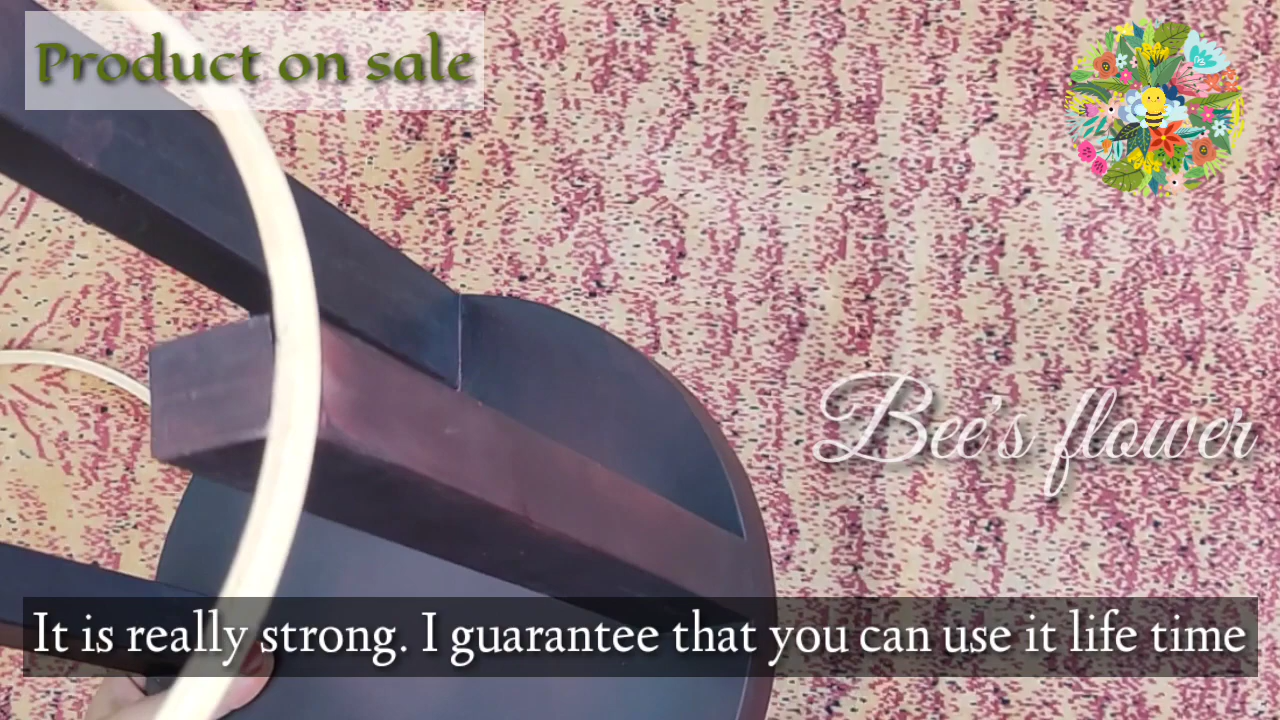 Product on sale
Bee's flower
It is really strong. I guarantee that you can use it life time